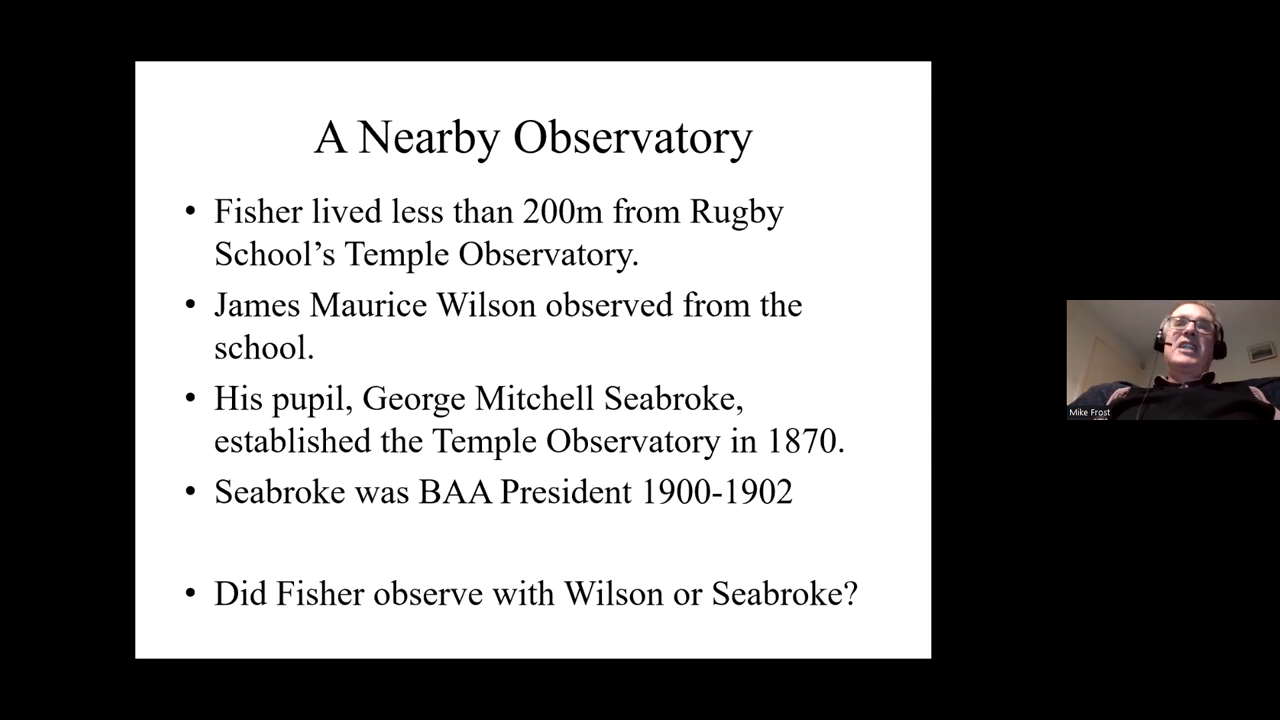 A Nearby Observatory
• Fisher lived less than 200m from Rugby
School’s Temple Observatory.
• James Maurice Wilson observed from the
school.
• His pupil, George Mitchell Seabroke,
established the Temple Observatory in 1870.
• Seabroke was BAA President 1900-1902
• Did Fisher observe with Wilson or Seabroke?
Mike Frost